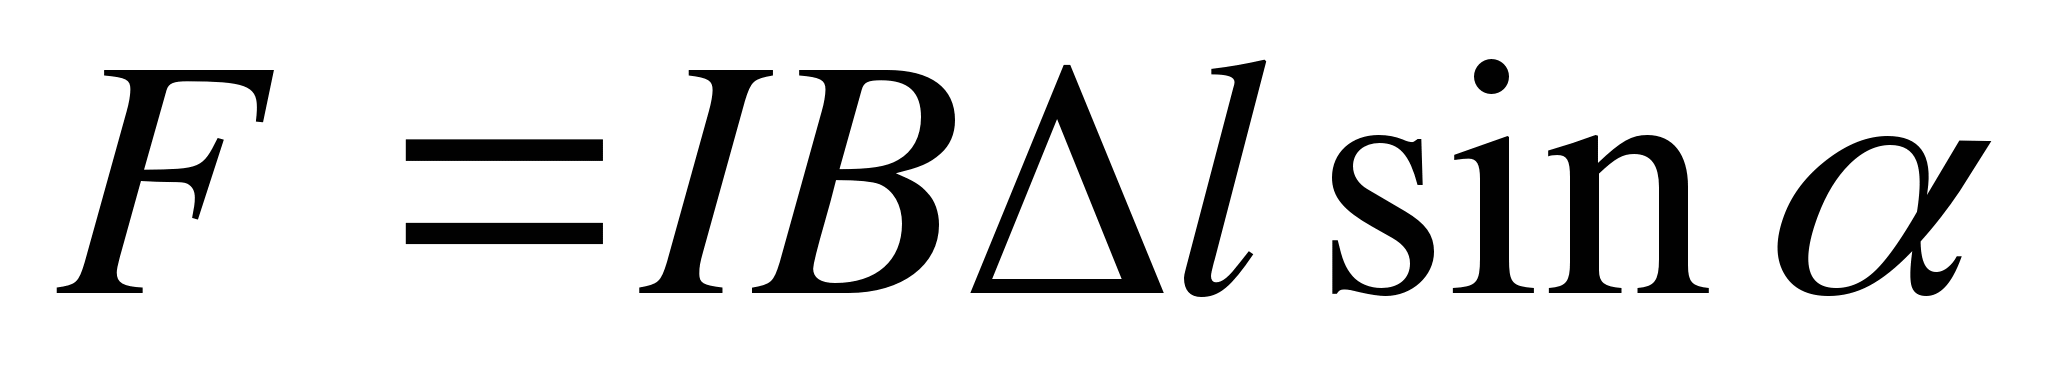 F = IBΔl sin α